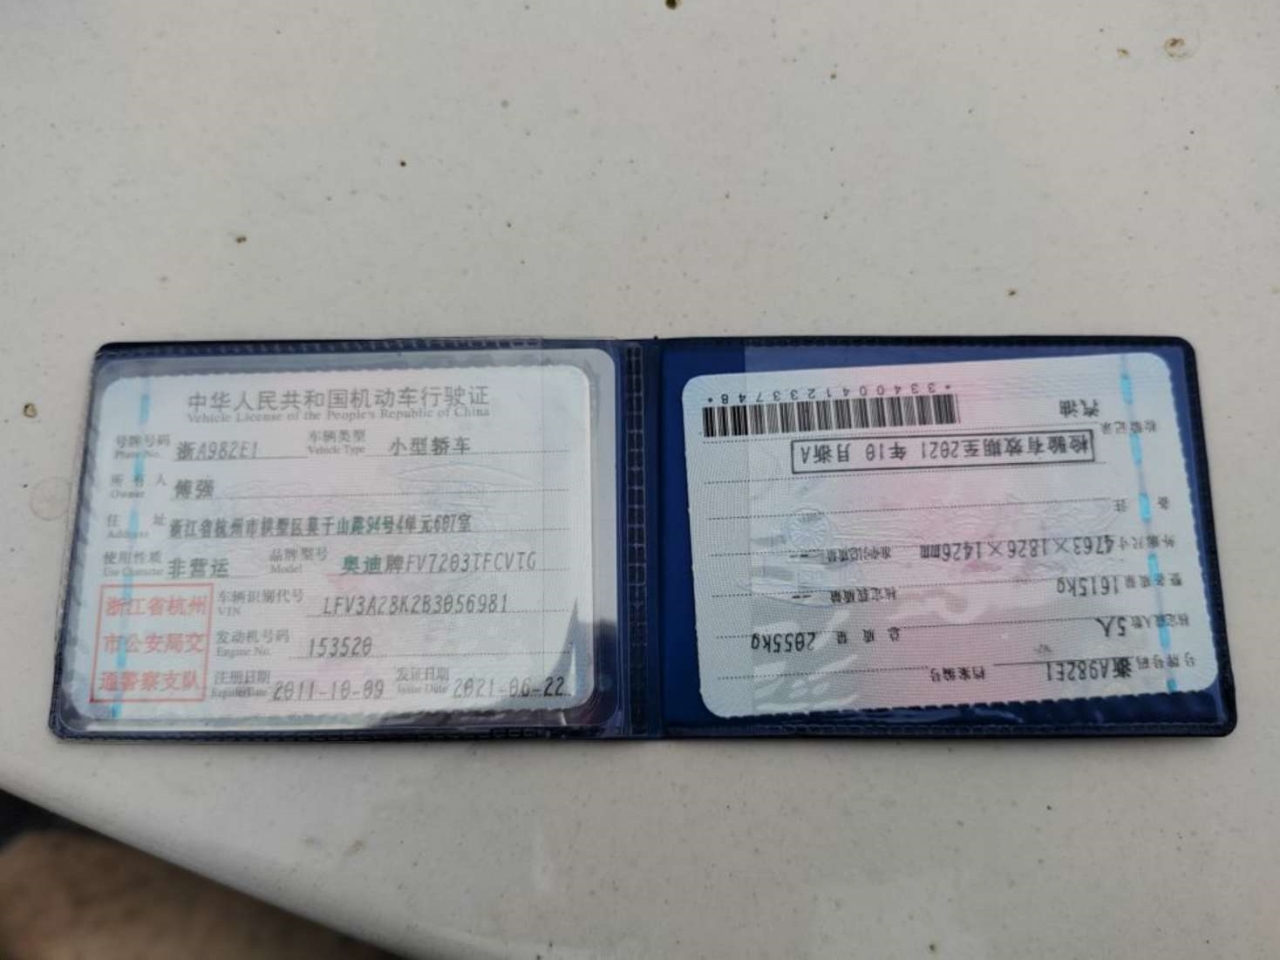 中华人民共和国机动车行驶证
Vehicle License of the People's Republic of China
号牌号码 浙A982E1 车辆类型 小型轿车
Plate No. Vehicle Type
所有人 傅强
Owner
住址 浙江省杭州市拱墅区莫干山路94号4单元607室
Address
使用性质 非营运 品牌型号 奥迪牌FV7203TFCVTG
Use Character Model
浙江省杭州
市公安局交
通警察支队
车辆识别代号 LFV3A28K2B3056981
VIN
发动机号码 153520
Engine No.
注册日期 2011-10-09 发证日期 2021-06-22
Register Date Issue Date
号牌号码 浙A982E1 档案编号
核定人数 5人 总质量 2055kg
整备质量 1615kg 核定载质量 --
外廓尺寸 4763×1826×1426mm 准牵引总质量 --
备注
检验记录 检验有效期至2021年10月浙A
汽油
*3340041233748*